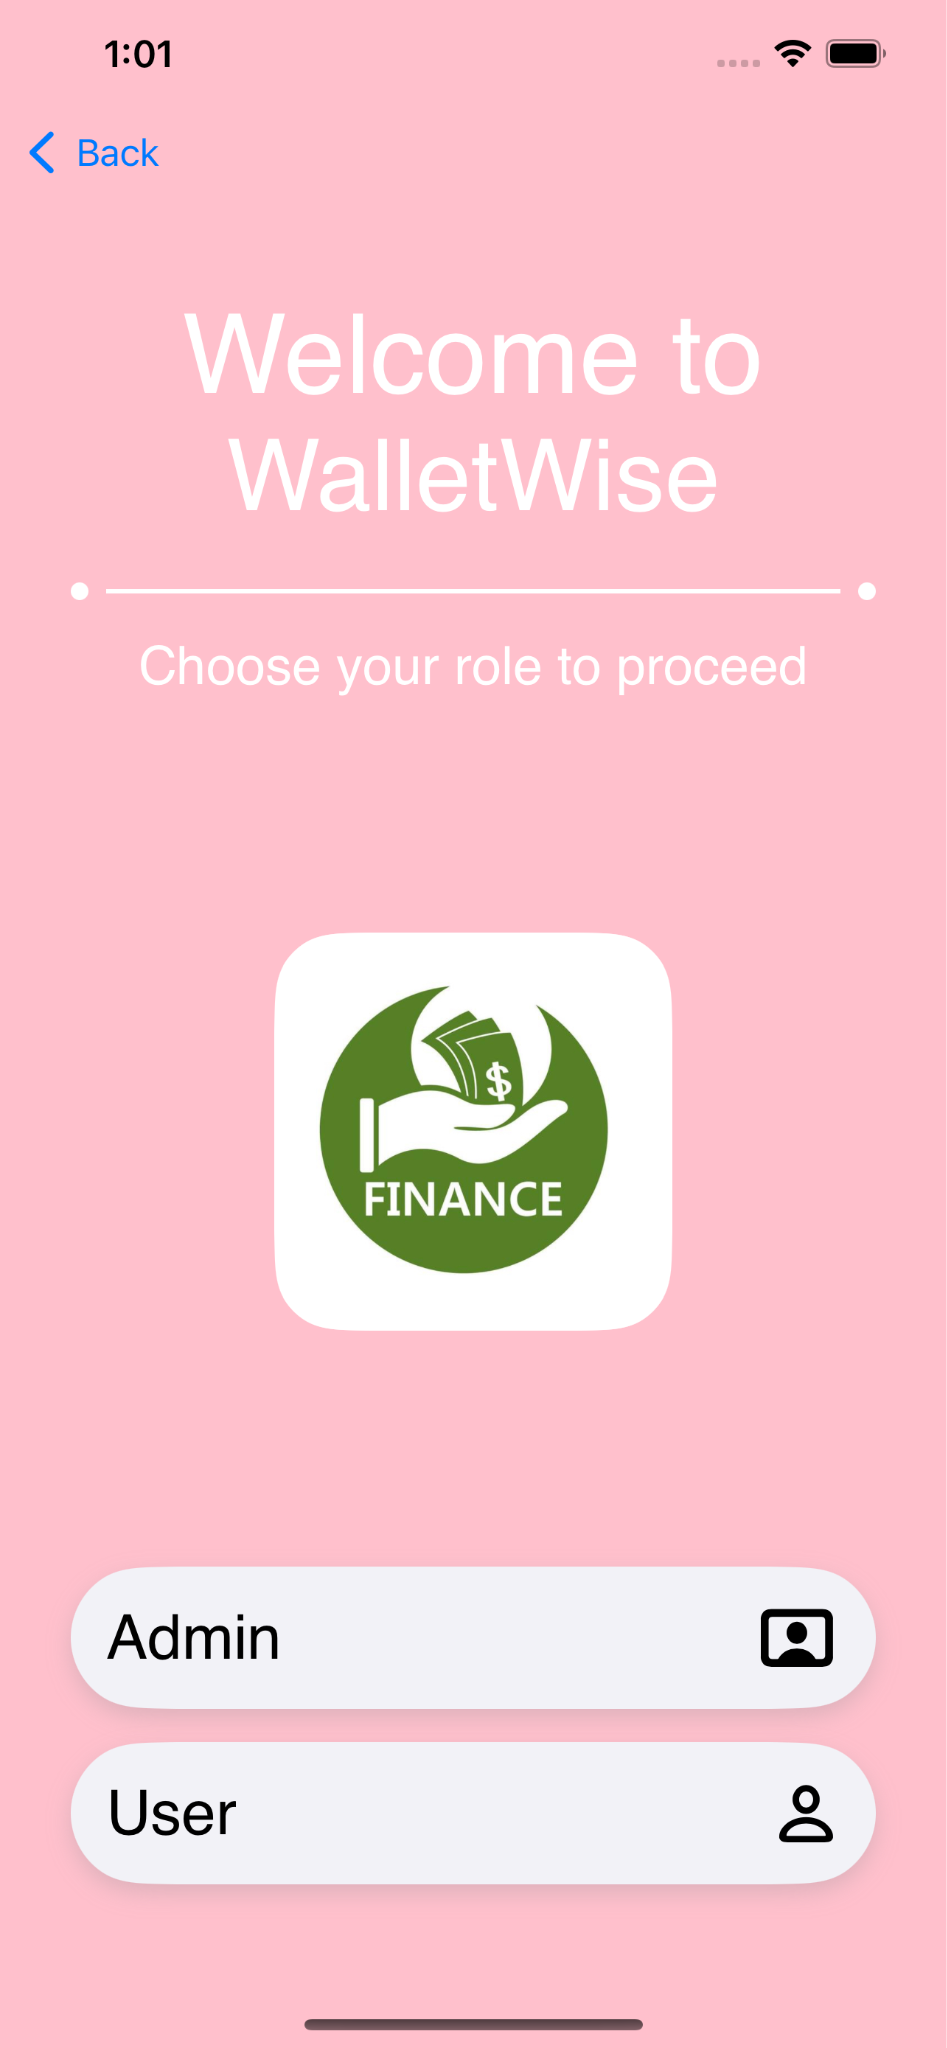 1:01
Back
Welcome to
WalletWise
Choose your role to proceed
$
FINANCE
Admin
User